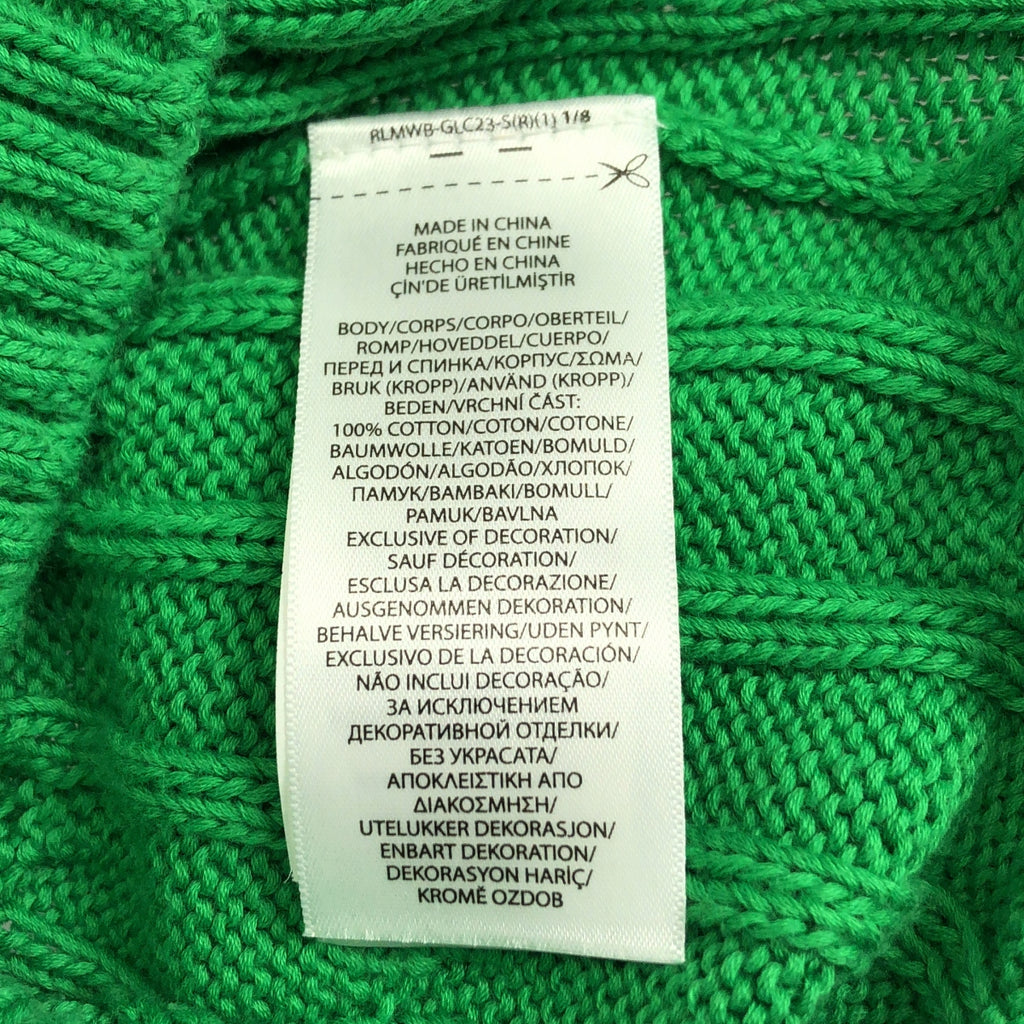 RLMWB-GLC23-S(R)(1) 1/8
MADE IN CHINA
FABRIQUÉ EN CHINE
HECHO EN CHINA
ÇİN'DE ÜRETİLMİŞTİR
BODY/CORPS/CORPO/OBERTEIL/
ROMP/HOVEDDEL/CUERPO/
ПЕРЕД И СПИНКА/КОРПУС/ΣΩΜΑ/
BRUK (KROPP)/ANVÄND (KROPP)/
BEDEN/VRCHNÍ ČÁST:
100% COTTON/COTON/COTONE/
BAUMWOLLE/KATOEN/BOMULD/
ALGODÓN/ALGODÃO/ХЛОПОК/
ПАМУК/ΒΑΜΒΑΚΙ/BOMULL/
PAMUK/BAVLNA
EXCLUSIVE OF DECORATION/
SAUF DÉCORATION/
ESCLUSA LA DECORAZIONE/
AUSGENOMMEN DEKORATION/
BEHALVE VERSIERING/UDEN PYNT/
EXCLUSIVO DE LA DECORACIÓN/
NÃO INCLUI DECORAÇÃO/
ЗА ИСКЛЮЧЕНИЕМ
ДЕКОРАТИВНОЙ ОТДЕЛКИ/
БЕЗ УКРАСАТА/
ΑΠΟΚΛΕΙΣΤΙΚΗ ΑΠΟ
ΔΙΑΚΟΣΜΗΣΗ/
UTELUKKER DEKORASJON/
ENBART DEKORATION/
DEKORASYON HARİÇ/
KROMĚ OZDOB